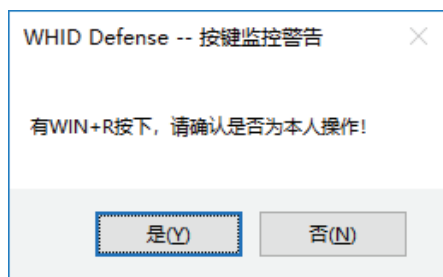 WHID Defense -- 按键监控警告
有WIN+R按下，请确认是否为本人操作!
是(Y)
否(N)